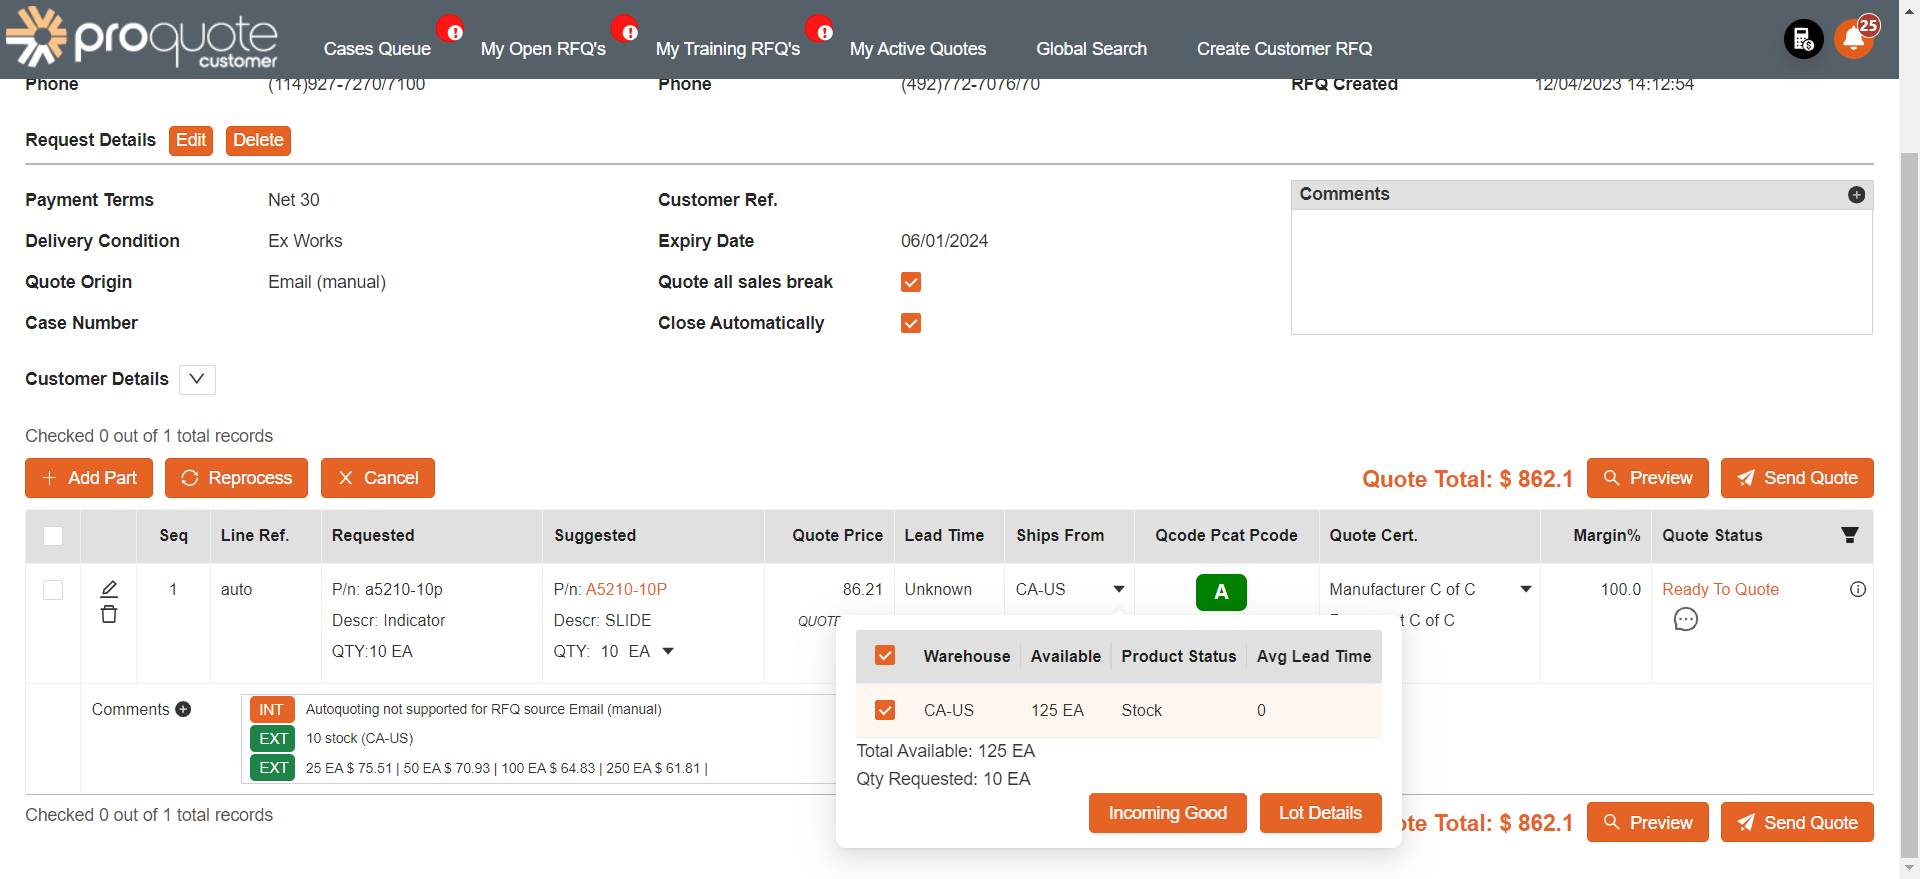 proquote
customer
Cases Queue
My Open RFQ's
My Training RFQ's
My Active Quotes
Global Search
Create Customer RFQ
25
Phone (114)927-7270/7100 Phone (492)772-7076/70 RFQ Created 12/04/2023 14:12:54
Request Details Edit Delete
Payment Terms Net 30 Customer Ref. Comments
Delivery Condition Ex Works Expiry Date 06/01/2024
Quote Origin Email (manual) Quote all sales break
Case Number Close Automatically
Customer Details
Checked 0 out of 1 total records
Add Part Reprocess Cancel Quote Total: $ 862.1 Preview Send Quote
Seq Line Ref. Requested Suggested Quote Price Lead Time Ships From Qcode Pcat Pcode Quote Cert. Margin% Quote Status
1 auto P/n: a5210-10p P/n: A5210-10P 86.21 Unknown CA-US A Manufacturer C of C 100.0 Ready To Quote
Descr: Indicator Descr: SLIDE QUOTE t C of C
QTY:10 EA QTY: 10 EA
Warehouse Available Product Status Avg Lead Time
CA-US 125 EA Stock 0
Total Available: 125 EA
Qty Requested: 10 EA
Incoming Good Lot Details
Comments
INT Autoquoting not supported for RFQ source Email (manual)
EXT 10 stock (CA-US)
EXT 25 EA $ 75.51 | 50 EA $ 70.93 | 100 EA $ 64.83 | 250 EA $ 61.81 |
Checked 0 out of 1 total records
ote Total: $ 862.1 Preview Send Quote